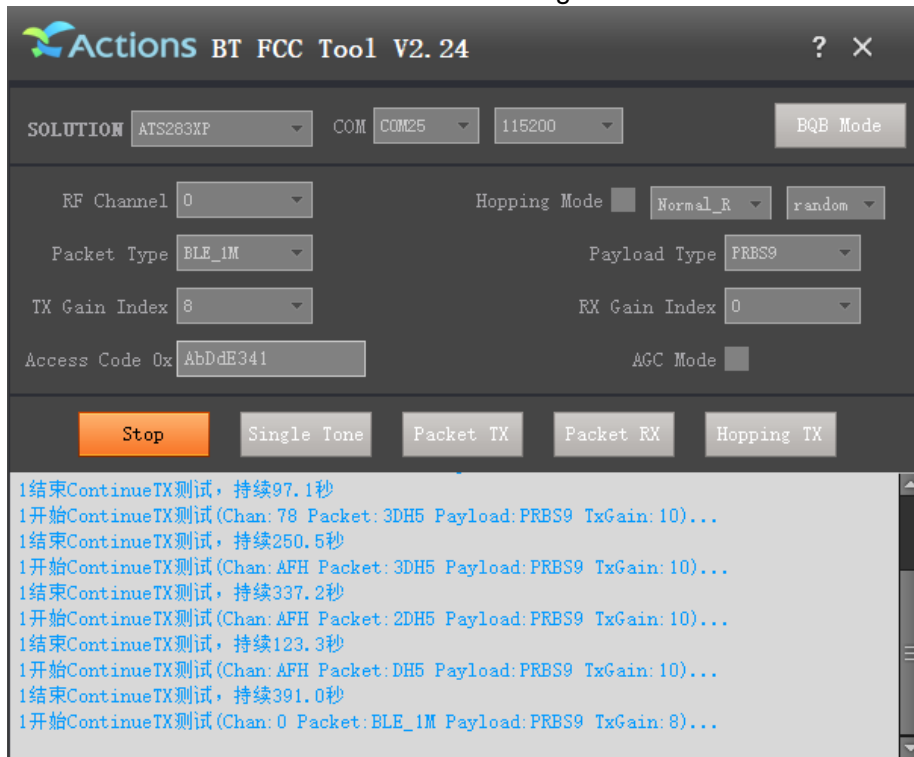 Actions BT FCC Tool V2.24 ? ×
SOLUTION ATS283XP COM COM25 115200 BQB Mode
RF Channel 0 Hopping Mode Normal_R random
Packet Type BLE_1M Payload Type PRBS9
TX Gain Index 8 RX Gain Index 0
Access Code 0x AbDdE341 AGC Mode
Stop Single Tone Packet TX Packet RX Hopping TX
1结束ContinueTX测试，持续97.1秒
1开始ContinueTX测试(Chan:78 Packet:3DH5 Payload:PRBS9 TxGain:10)...
1结束ContinueTX测试，持续250.5秒
1开始ContinueTX测试(Chan:AFH Packet:3DH5 Payload:PRBS9 TxGain:10)...
1结束ContinueTX测试，持续337.2秒
1开始ContinueTX测试(Chan:AFH Packet:2DH5 Payload:PRBS9 TxGain:10)...
1结束ContinueTX测试，持续123.3秒
1开始ContinueTX测试(Chan:AFH Packet:DH5 Payload:PRBS9 TxGain:10)...
1结束ContinueTX测试，持续391.0秒
1开始ContinueTX测试(Chan:0 Packet:BLE_1M Payload:PRBS9 TxGain:8)...